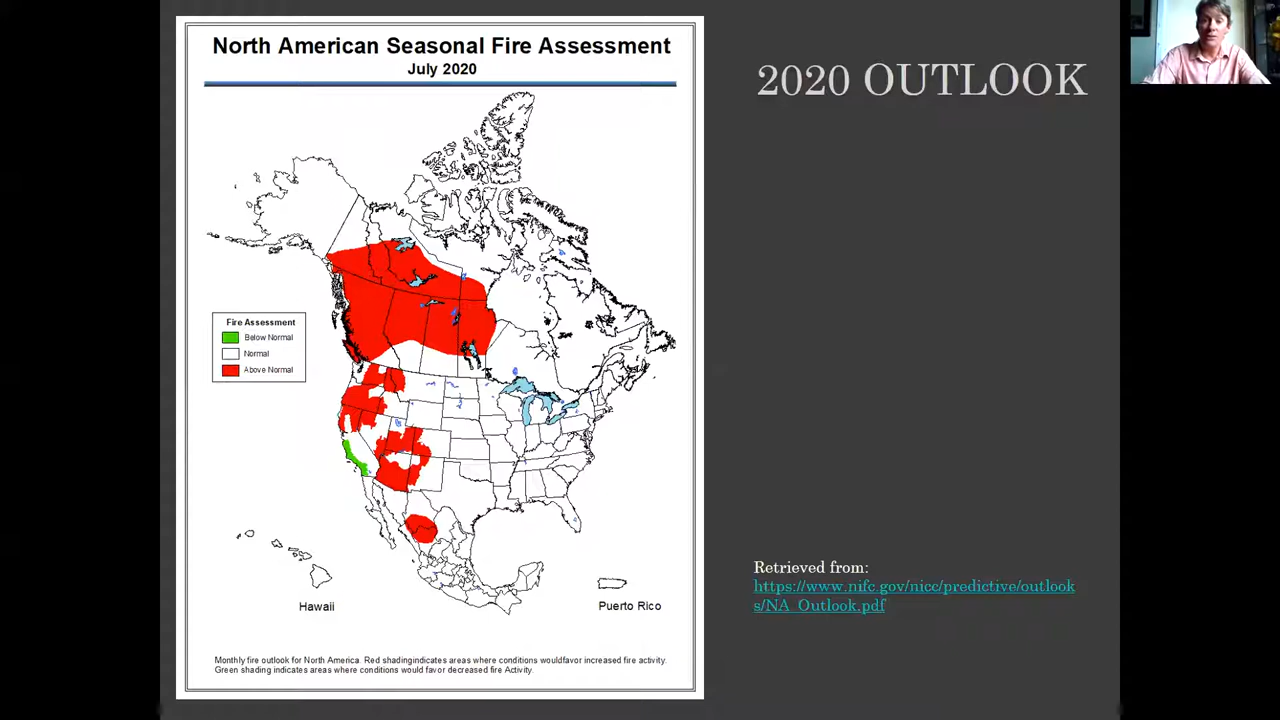 North American Seasonal Fire Assessment
July 2020
2020 OUTLOOK
Fire Assessment
Below Normal
Normal
Above Normal
Hawaii
Puerto Rico
Retrieved from:
https://www.nifc.gov/nicc/predictive/outlook
s/NA_Outlook.pdf
Monthly fire outlook for North America. Red shadingindicates areas where conditions wouldfavor increased fire activity.
Green shading indicates areas where conditions would favor decreased fire Activity.